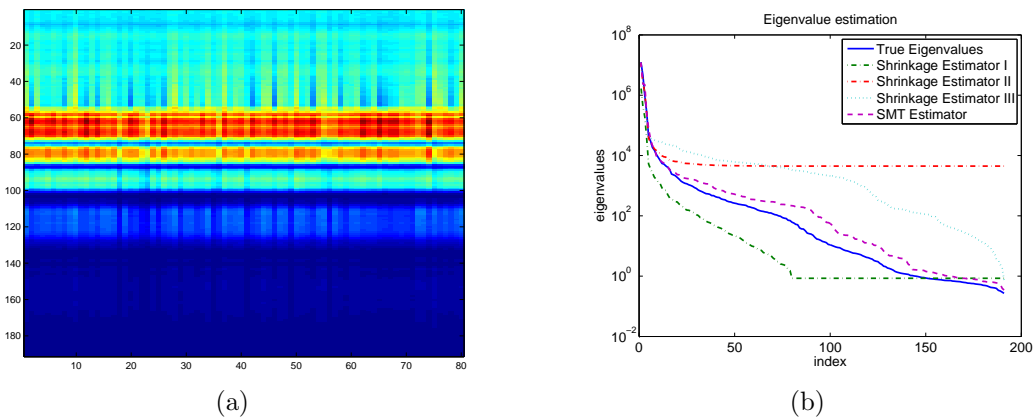 20
40
60
80
100
120
140
160
180
10 20 30 40 50 60 70 80
(a)
Eigenvalue estimation
10^8
10^6
10^4
10^2
10^0
10^-2
eigenvalues
True Eigenvalues
Shrinkage Estimator I
Shrinkage Estimator II
Shrinkage Estimator III
SMT Estimator
0 50 100 150 200
index
(b)